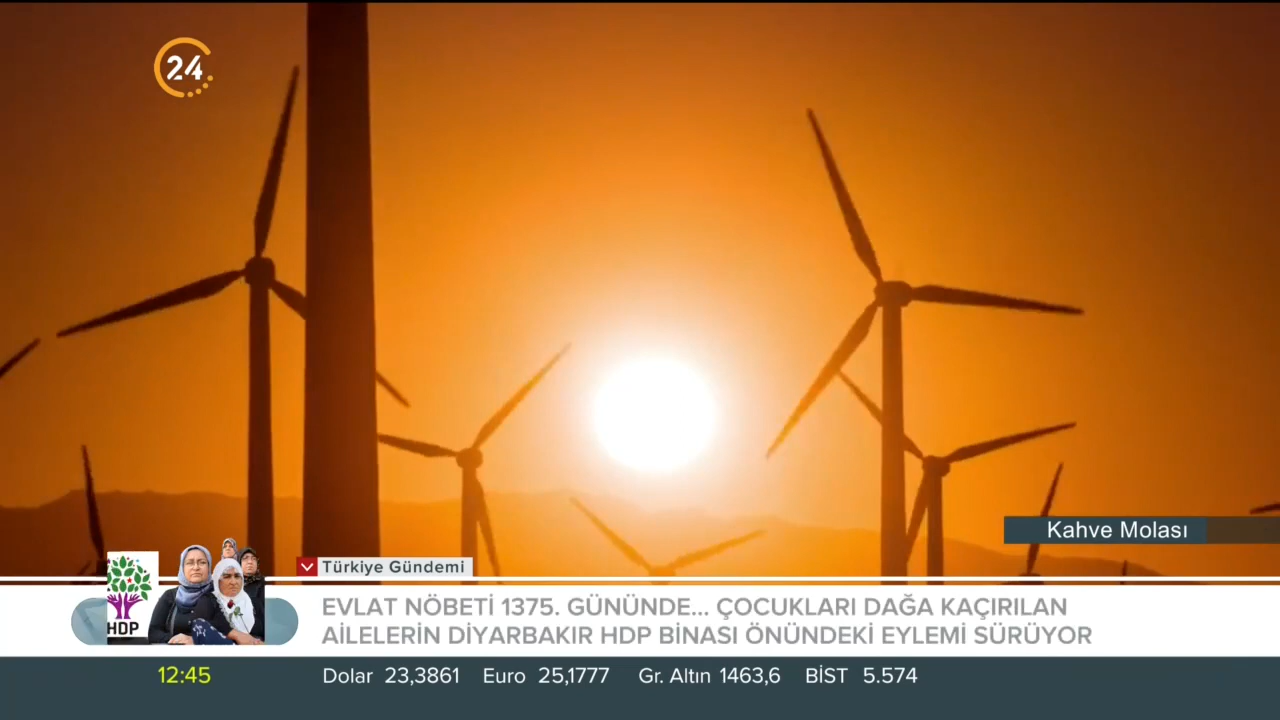 24
Kahve Molası
Türkiye Gündemi
HDP
EVLAT NÖBETİ 1375. GÜNÜNDE... ÇOCUKLARI DAĞA KAÇIRILAN
AİLELERİN DİYARBAKIR HDP BİNASI ÖNÜNDEKİ EYLEMİ SÜRÜYOR
12:45 Dolar 23,3861 Euro 25,1777 Gr. Altın 1463,6 BİST 5.574